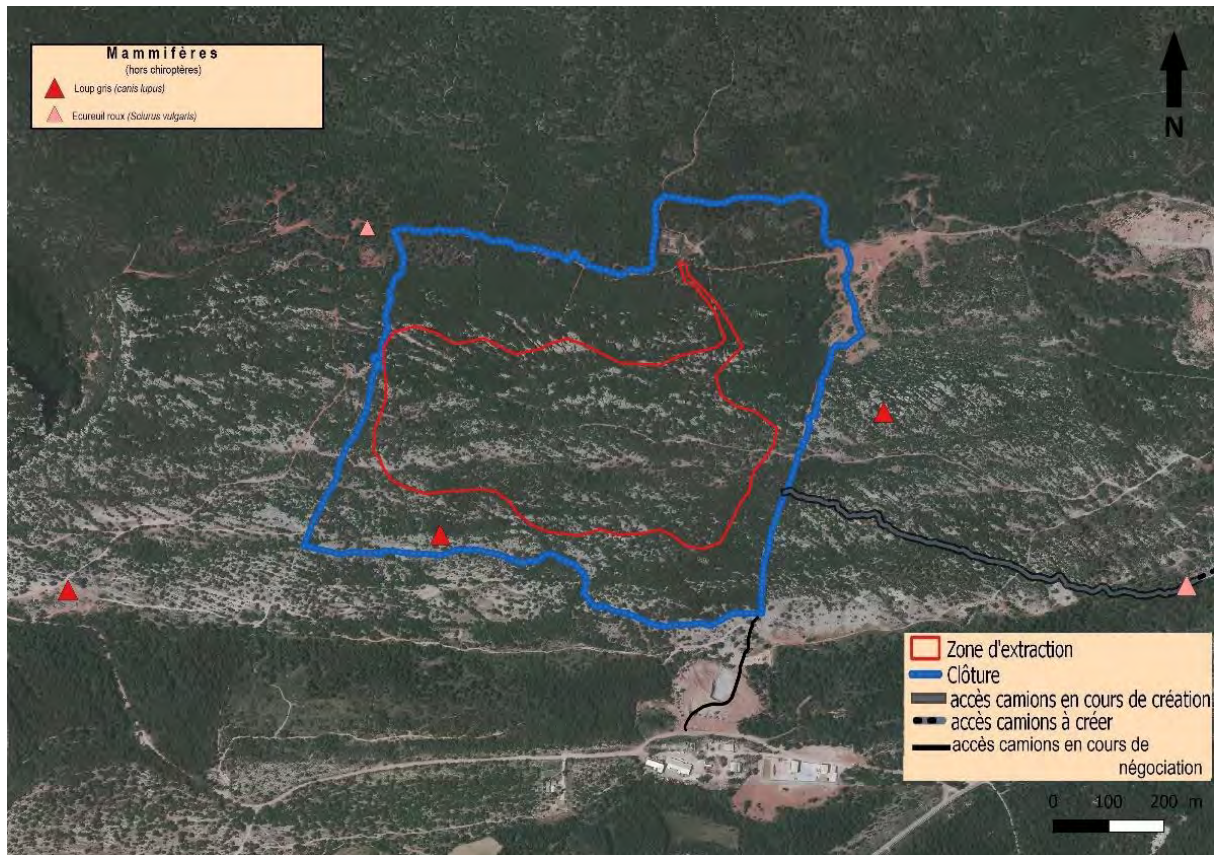 Mammifères
(hors chiroptères)
Loup gris (canis lupus)
Ecureuil roux (Sciurus vulgaris)
N
Zone d'extraction
Clôture
accès camions en cours de création
accès camions à créer
accès camions en cours de
négociation
0 100 200 m